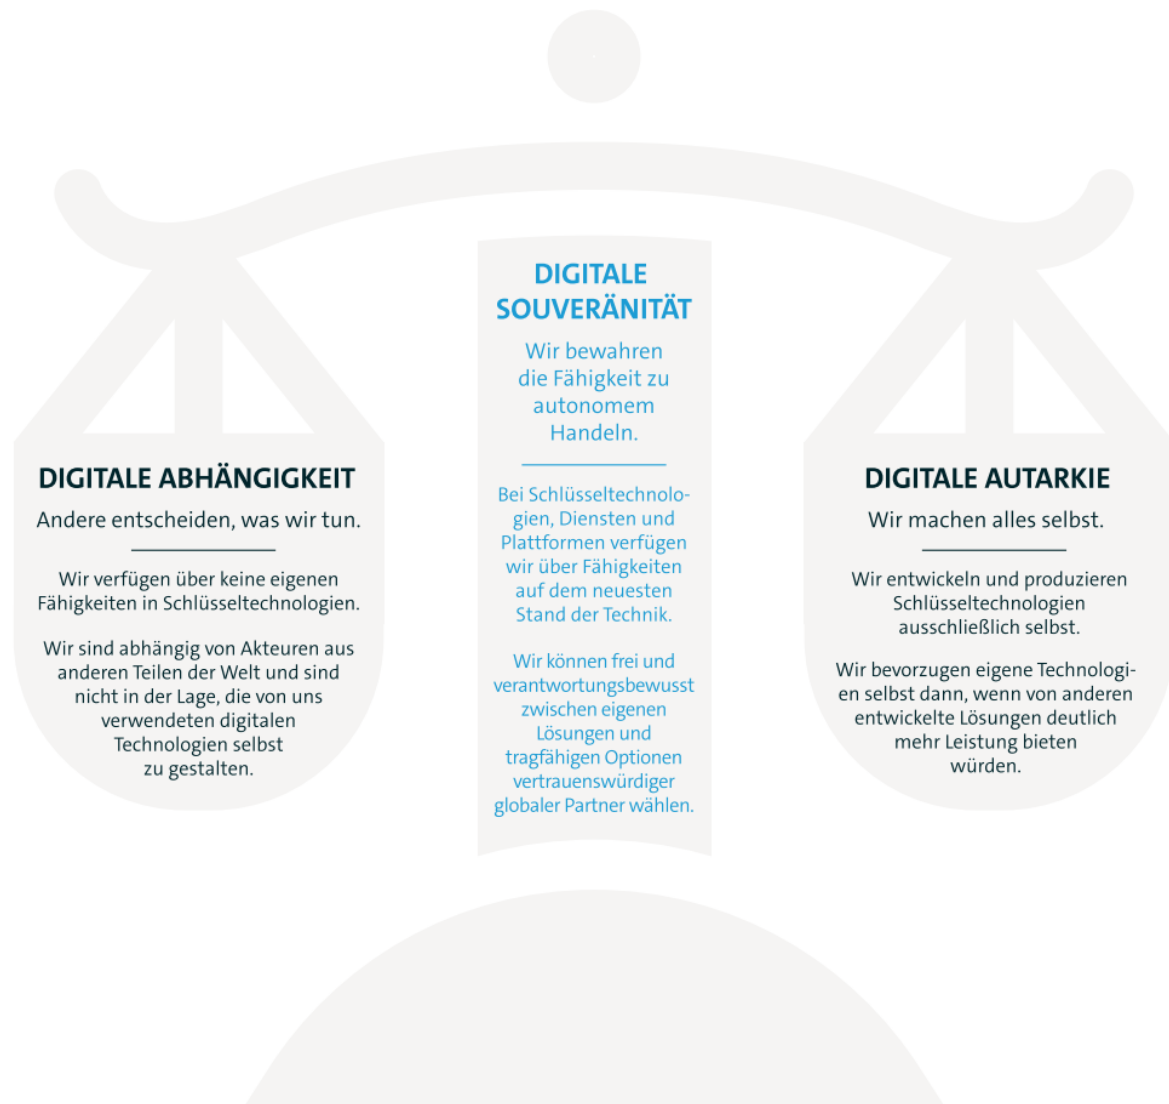 DIGITALE ABHÄNGIGKEIT
Andere entscheiden, was wir tun.
Wir verfügen über keine eigenen
Fähigkeiten in Schlüsseltechnologien.
Wir sind abhängig von Akteuren aus
anderen Teilen der Welt und sind
nicht in der Lage, die von uns
verwendeten digitalen
Technologien selbst
zu gestalten.
DIGITALE
SOUVERÄNITÄT
Wir bewahren
die Fähigkeit zu
autonomem
Handeln.
Bei Schlüsseltechnolo-
gien, Diensten und
Plattformen verfügen
wir über Fähigkeiten
auf dem neuesten
Stand der Technik.
Wir können frei und
verantwortungsbewusst
zwischen eigenen
Lösungen und
tragfähigen Optionen
vertrauenswürdiger
globaler Partner wählen.
DIGITALE AUTARKIE
Wir machen alles selbst.
Wir entwickeln und produzieren
Schlüsseltechnologien
ausschließlich selbst.
Wir bevorzugen eigene Technologi-
en selbst dann, wenn von anderen
entwickelte Lösungen deutlich
mehr Leistung bieten
würden.